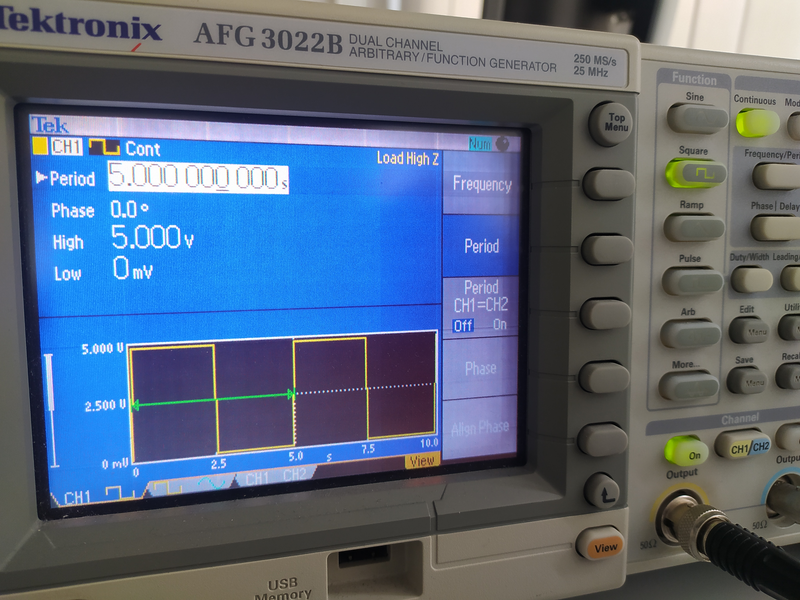 Tektronix
AFG 3022B
DUAL CHANNEL
ARBITRARY / FUNCTION GENERATOR
250 MS/s
25 MHz
Tek
Num
CH1 Cont
Load High Z
Period 5.000 000 000 s
Phase 0.0 °
High 5.000 V
Low 0 mV
Frequency
Period
Period
CH1=CH2
Off On
Phase
Align Phase
5.000 V
2.500 V
0 mV
0 2.5 5.0 s 7.5 10.0
View
CH1
CH1 CH2
Top
Menu
View
USB
Memory
Function
Sine
Square
Ramp
Pulse
Arb
More...
Continuous
Frequency/
Phase | Delay
Duty/Width
Leading
Edit
Menu
Save
Menu
Channel
On
Output
CH1/CH2
50Ω
50Ω